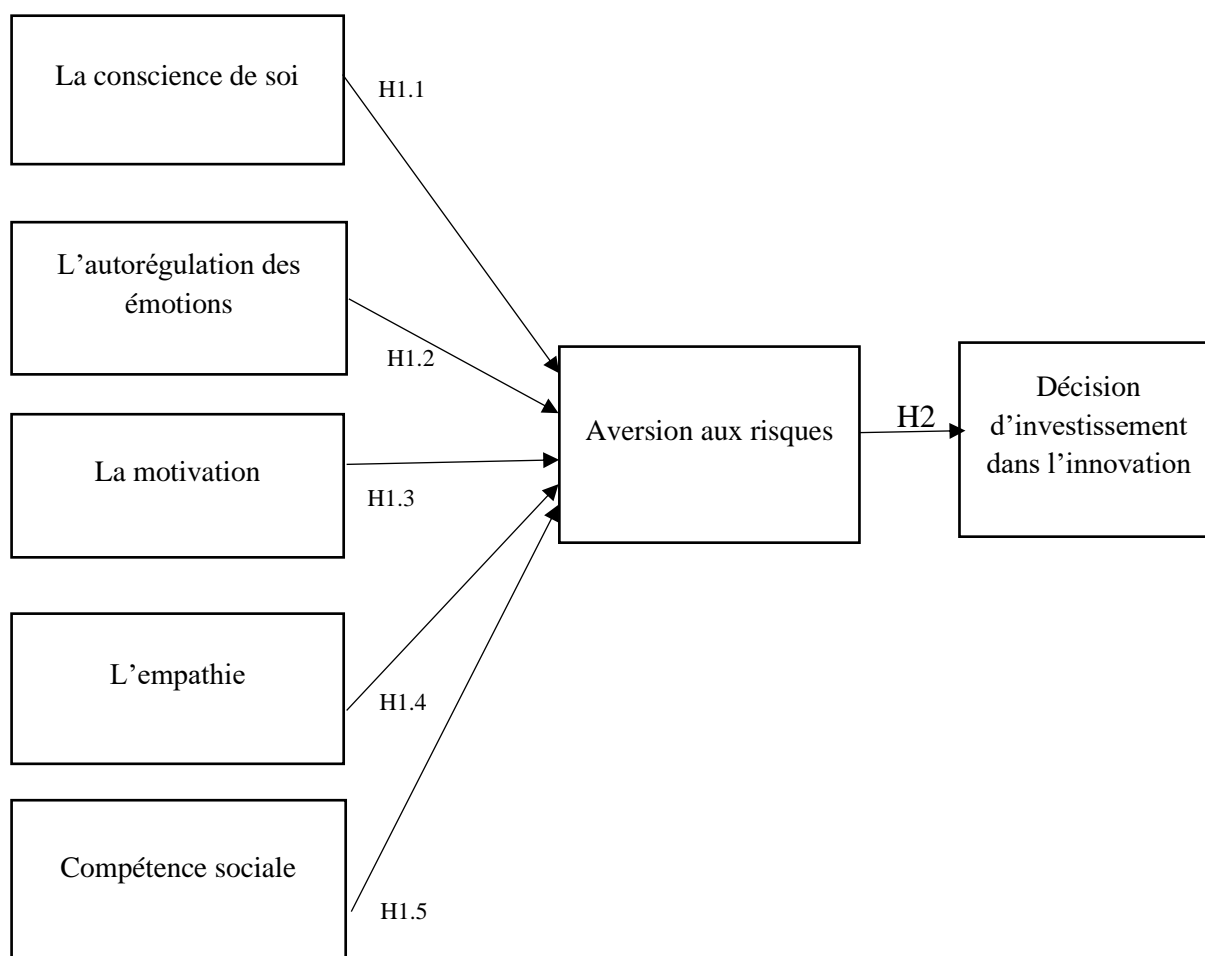 La conscience de soi
H1.1
L’autorégulation des
émotions
H1.2
La motivation
H1.3
L’empathie
H1.4
Compétence sociale
H1.5
Aversion aux risques
H2
Décision
d’investissement
dans l’innovation